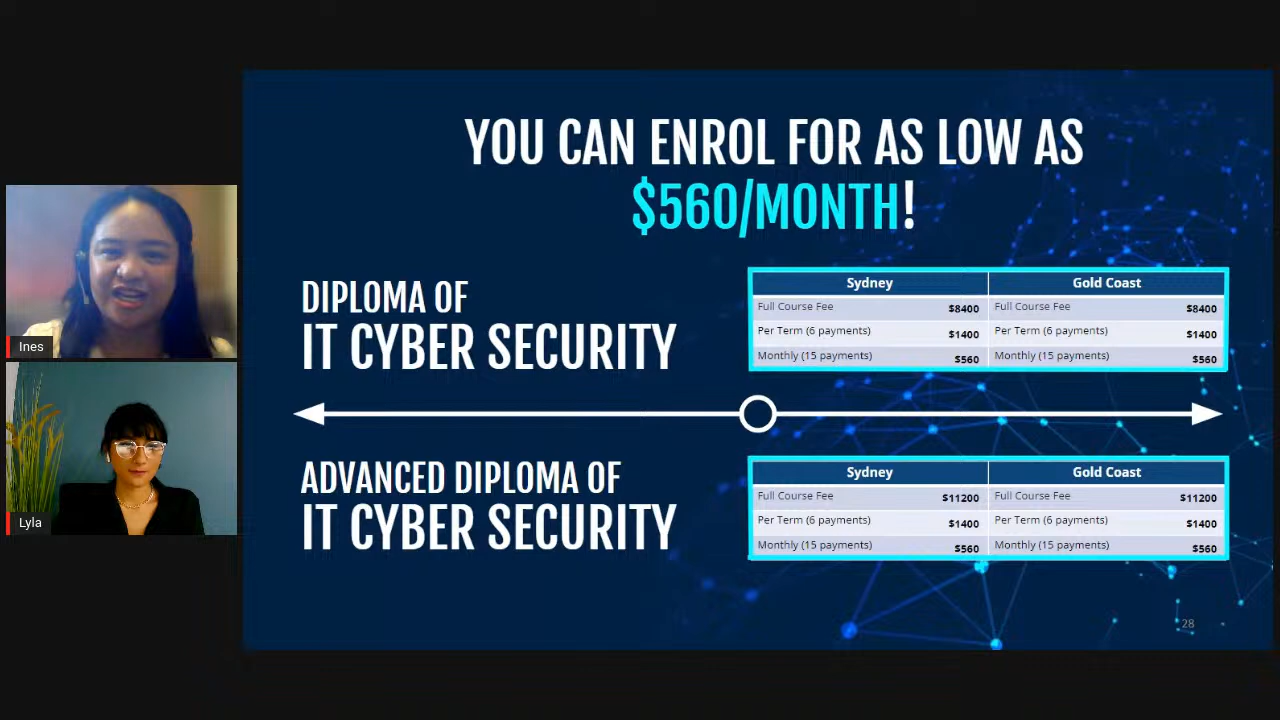 YOU CAN ENROL FOR AS LOW AS
$560/MONTH!
Ines
Lyla
DIPLOMA OF
IT CYBER SECURITY
Sydney Gold Coast
Full Course Fee $8400 Full Course Fee $8400
Per Term (6 payments) $1400 Per Term (6 payments) $1400
Monthly (15 payments) $560 Monthly (15 payments) $560
ADVANCED DIPLOMA OF
IT CYBER SECURITY
Sydney Gold Coast
Full Course Fee $11200 Full Course Fee $11200
Per Term (6 payments) $1400 Per Term (6 payments) $1400
Monthly (15 payments) $560 Monthly (15 payments) $560
28